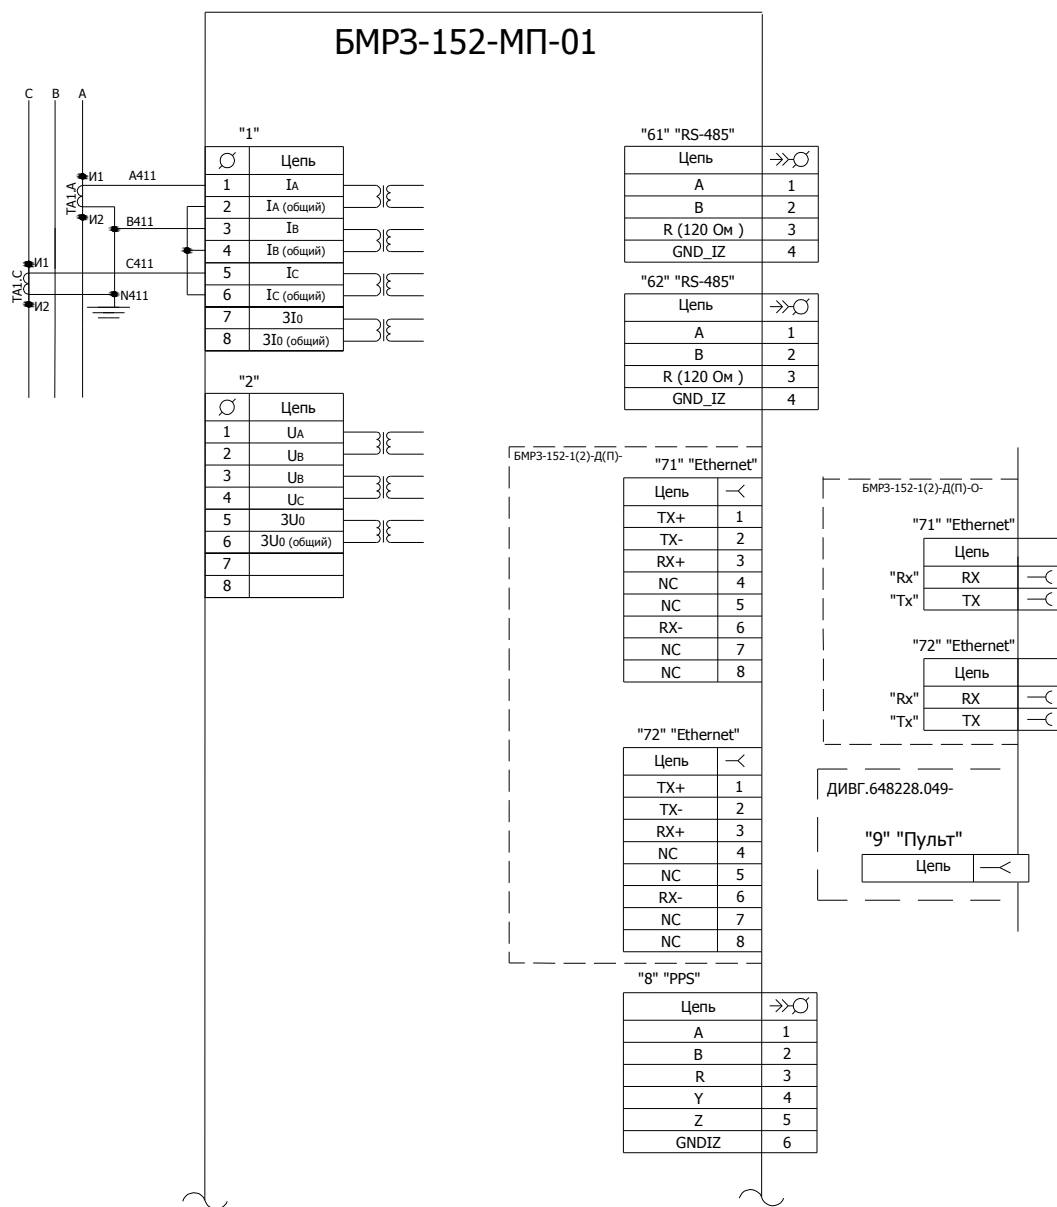 БМРЗ-152-МП-01
C B A
"1"
Цепь
1 IA
2 IA (общий)
3 IB
4 IB (общий)
5 IC
6 IC (общий)
7 3I0
8 3I0 (общий)
И1 A411
TA1.A
И2 B411
И1 C411
TA1.C
И2 N411
"2"
Цепь
1 UA
2 UB
3 UB
4 UC
5 3U0
6 3U0 (общий)
7
8
"61" "RS-485"
Цепь
A 1
B 2
R (120 Ом ) 3
GND_IZ 4
"62" "RS-485"
Цепь
A 1
B 2
R (120 Ом ) 3
GND_IZ 4
БМРЗ-152-1(2)-Д(П)-
"71" "Ethernet"
Цепь
TX+ 1
TX- 2
RX+ 3
NC 4
NC 5
RX- 6
NC 7
NC 8
"72" "Ethernet"
Цепь
TX+ 1
TX- 2
RX+ 3
NC 4
NC 5
RX- 6
NC 7
NC 8
"8" "PPS"
Цепь
A 1
B 2
R 3
Y 4
Z 5
GNDIZ 6
БМРЗ-152-1(2)-Д(П)-О-
"71" "Ethernet"
Цепь
"Rx" RX
"Tx" TX
"72" "Ethernet"
Цепь
"Rx" RX
"Tx" TX
ДИВГ.648228.049-
"9" "Пульт"
Цепь